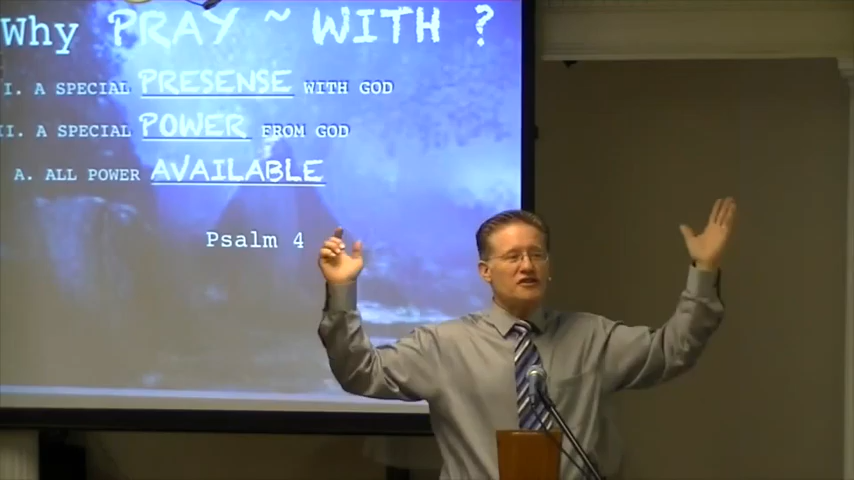 Why PRAY ~ WITH ?
I. A SPECIAL PRESENSE WITH GOD
II. A SPECIAL POWER FROM GOD
A. ALL POWER AVAILABLE
Psalm 4